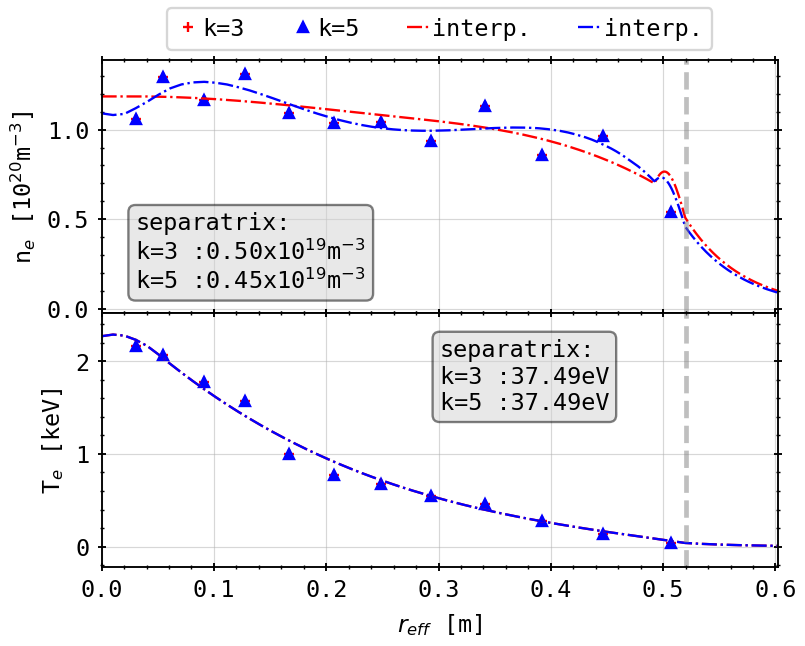 k=3 k=5 interp. interp.
n_e [10^20 m^-3]
1.0
0.5
0.0
separatrix:
k=3 :0.50x10^19m^-3
k=5 :0.45x10^19m^-3
T_e [keV]
2
1
0
separatrix:
k=3 :37.49eV
k=5 :37.49eV
0.0 0.1 0.2 0.3 0.4 0.5 0.6
r_eff [m]